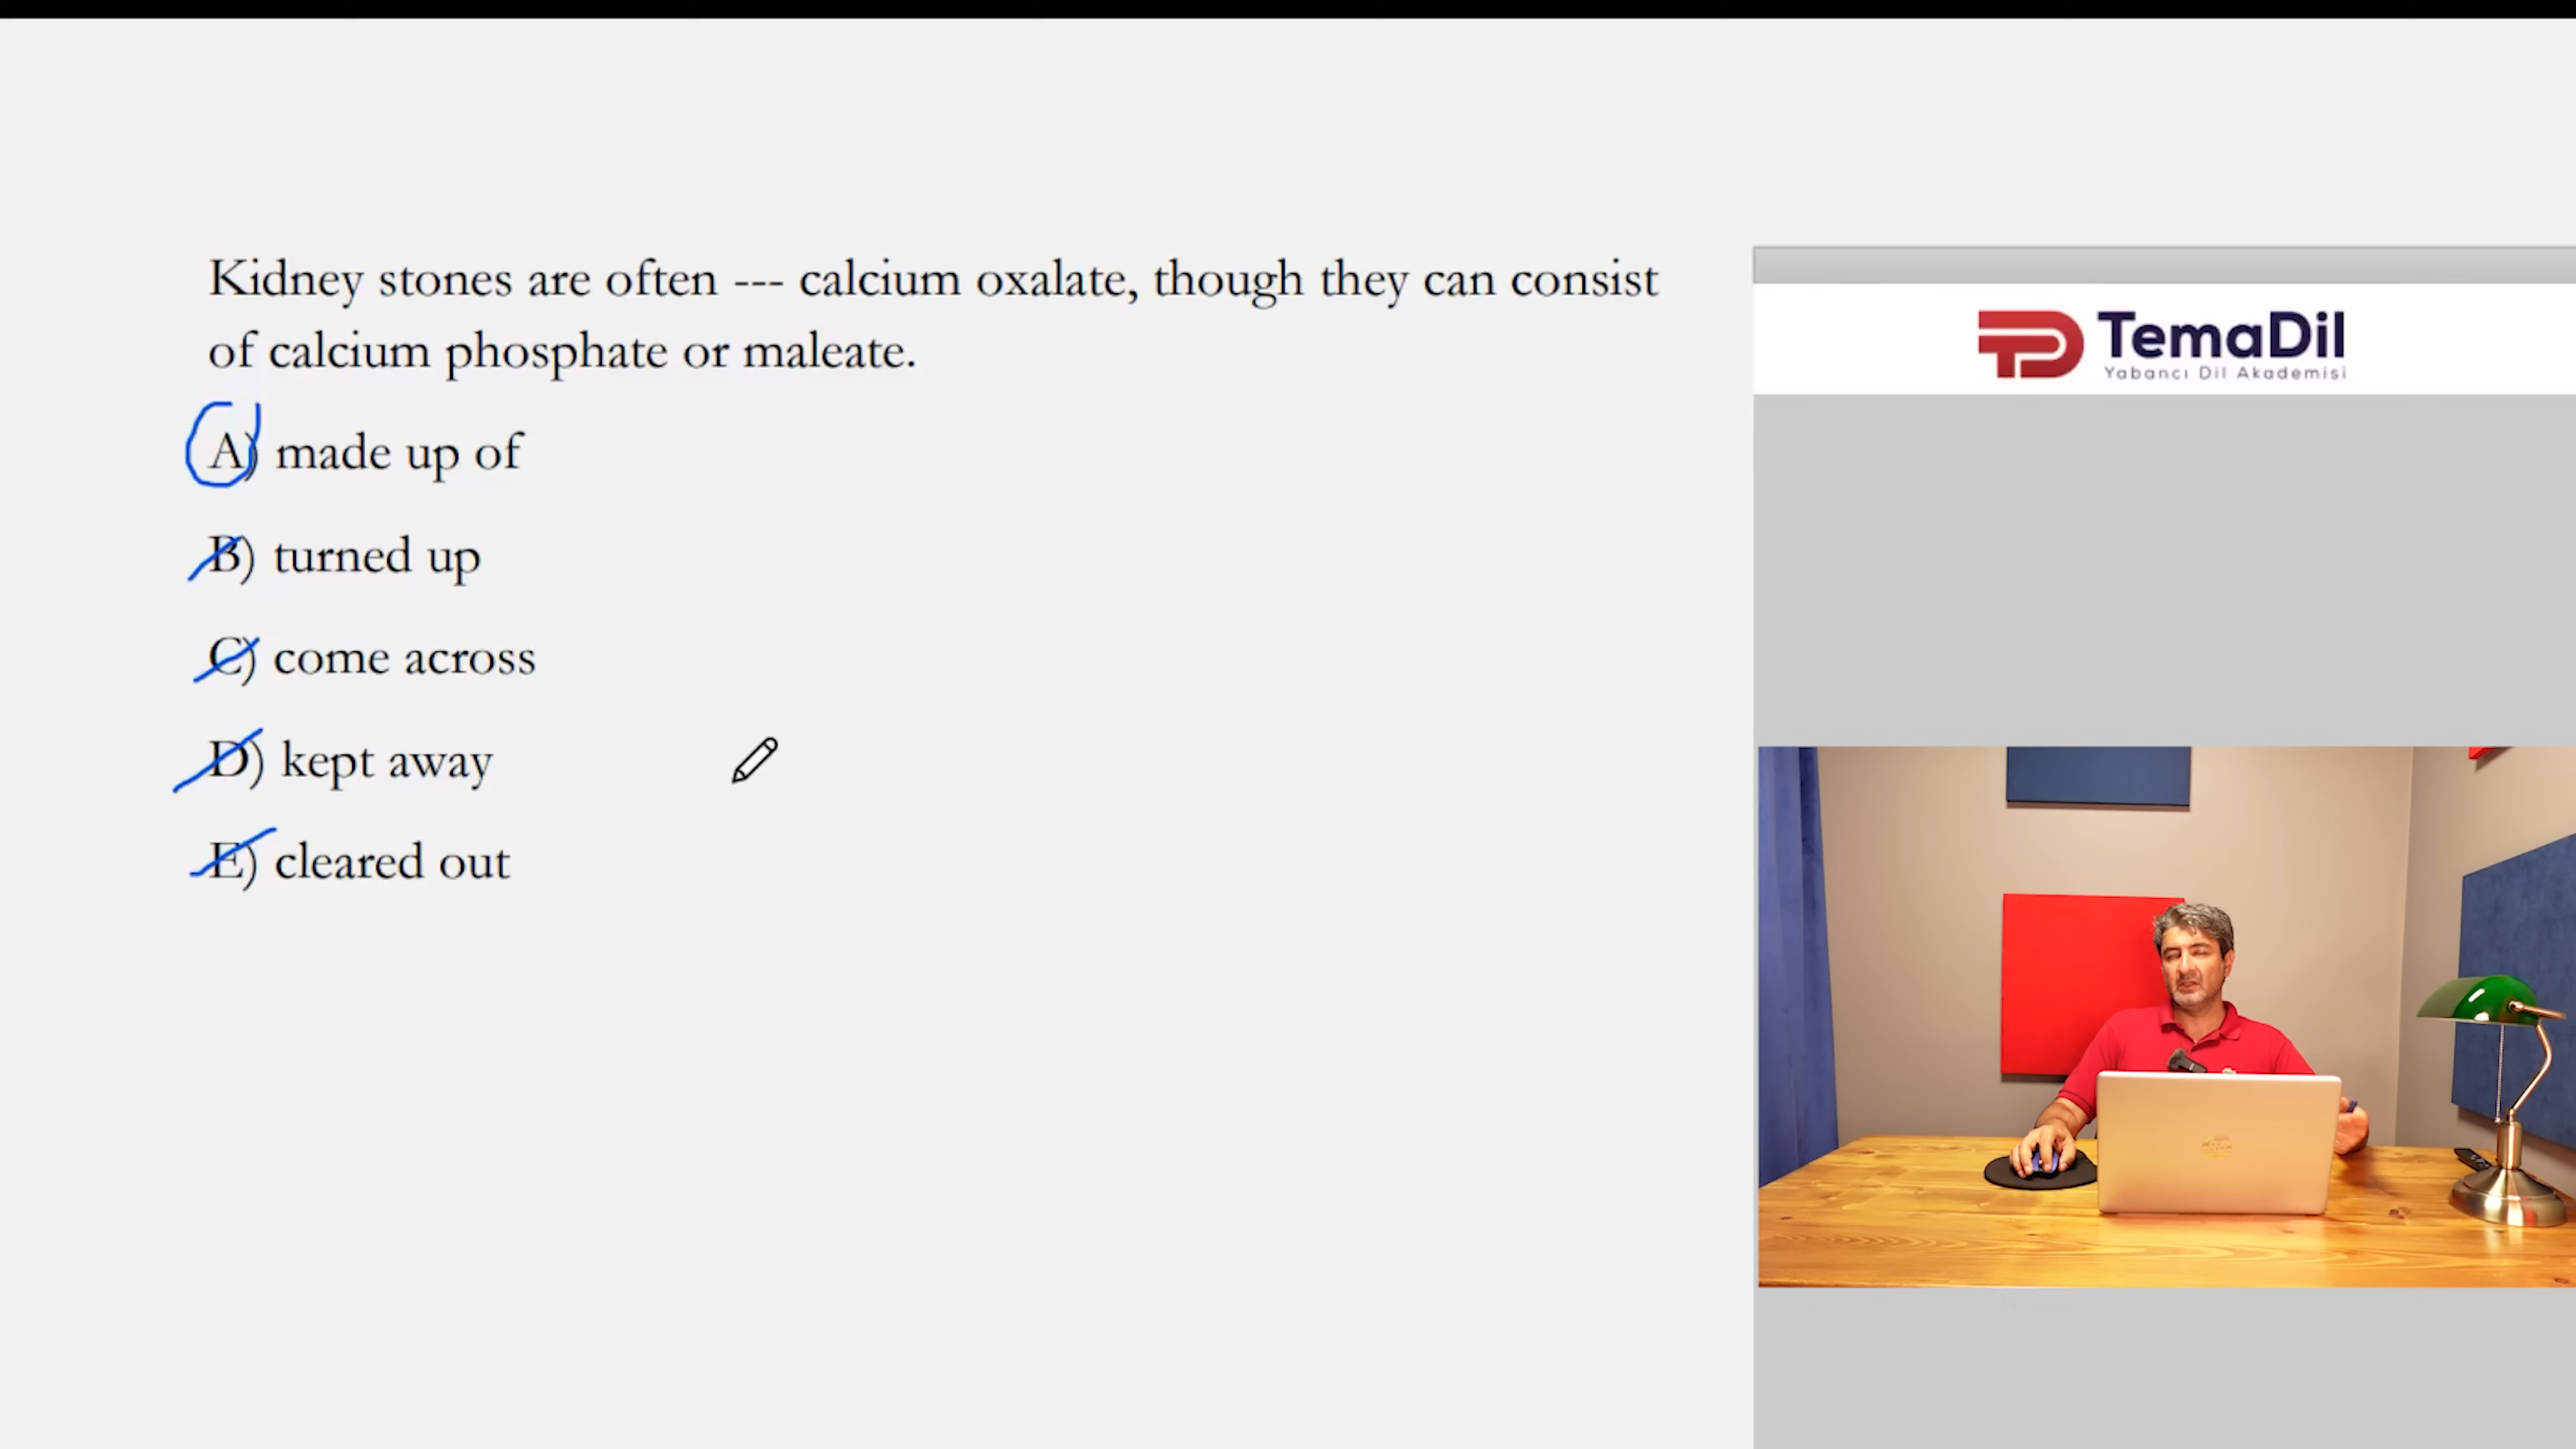 Kidney stones are often --- calcium oxalate, though they can consist
of calcium phosphate or maleate.
A) made up of
B) turned up
C) come across
D) kept away
E) cleared out
TemaDil
Yabancı Dil Akademisi